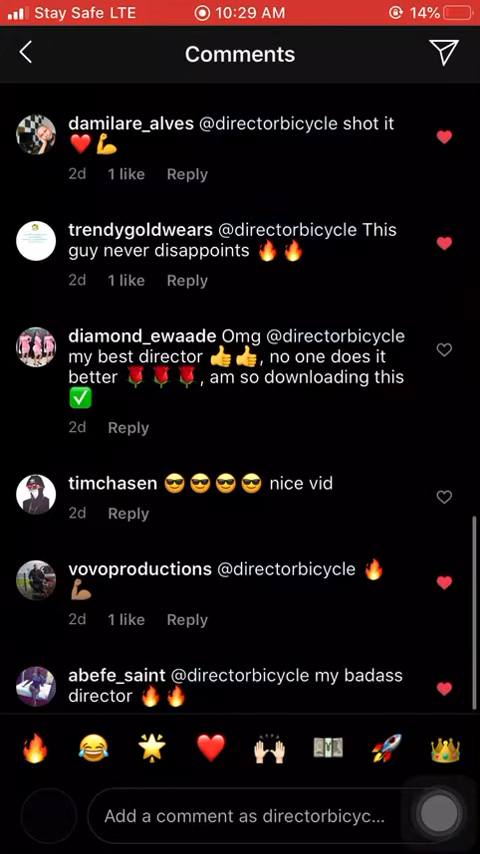 Stay Safe LTE 10:29 AM 14%
Comments
damilare_alves @directorbicycle shot it
❤️💪
2d 1 like Reply
trendygoldwears @directorbicycle This
guy never disappoints 🔥🔥
2d 1 like Reply
diamond_ewaade Omg @directorbicycle
my best director 👍👍, no one does it
better 🌹🌹🌹, am so downloading this
✅
2d Reply
timchasen 😎😎😎😎 nice vid
2d Reply
vovoproductions @directorbicycle 🔥
💪🏽
2d 1 like Reply
abefe_saint @directorbicycle my badass
director 🔥🔥
🔥😂🌟❤️🙌🏻💵🚀👑
Add a comment as directorbicyc...